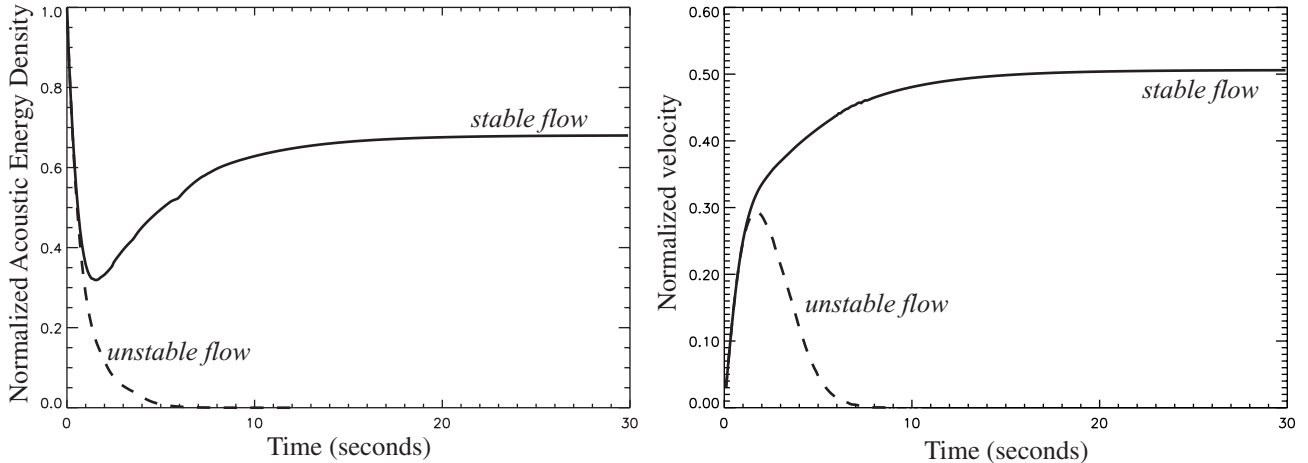 Normalized Acoustic Energy Density
1.0
0.8
0.6
0.4
0.2
0.0
stable flow
unstable flow
0
10
20
30
Time (seconds)
Normalized velocity
0.60
0.50
0.40
0.30
0.20
0.10
0.00
stable flow
unstable flow
0
10
20
30
Time (seconds)